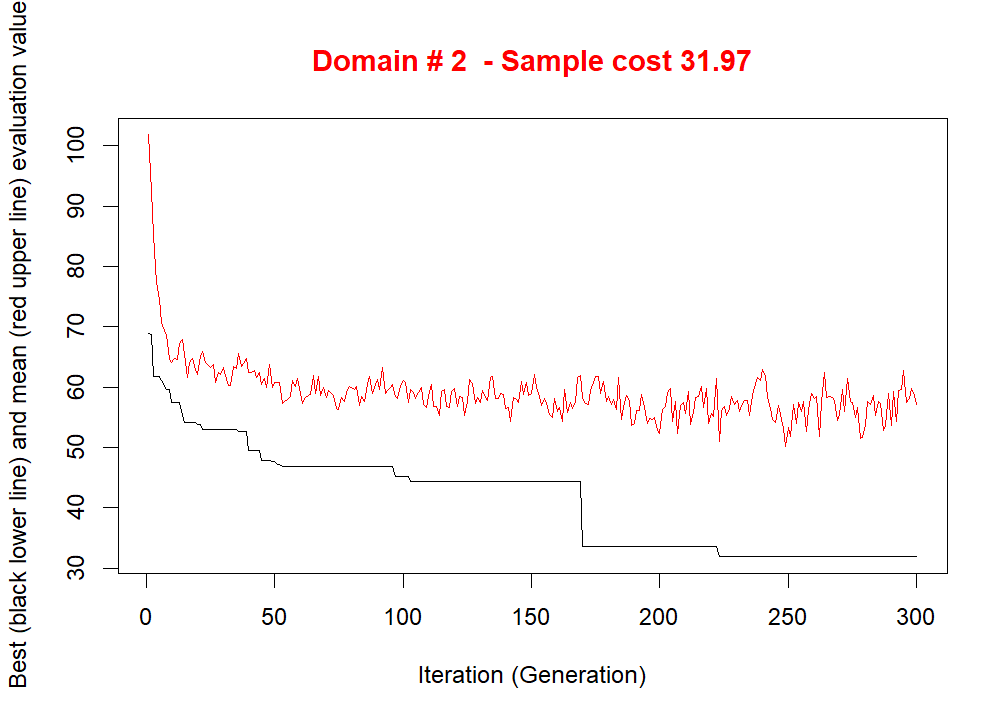 Domain # 2  - Sample cost 31.97
Best (black lower line) and mean (red upper line) evaluation value
100
90
80
70
60
50
40
30
0 50 100 150 200 250 300
Iteration (Generation)